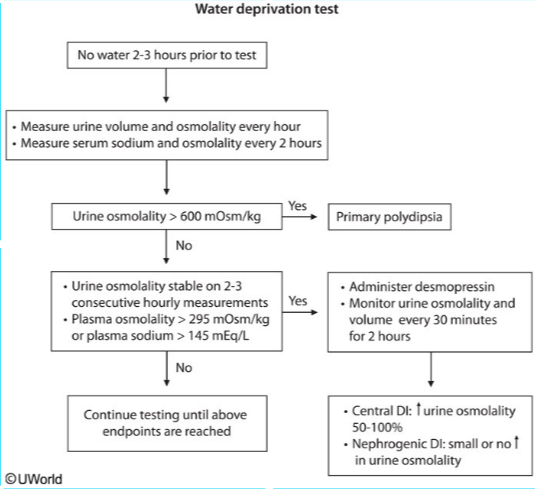 Water deprivation test
No water 2-3 hours prior to test
• Measure urine volume and osmolality every hour
• Measure serum sodium and osmolality every 2 hours
Urine osmolality > 600 mOsm/kg
Yes
Primary polydipsia
No
• Urine osmolality stable on 2-3
consecutive hourly measurements
• Plasma osmolality > 295 mOsm/kg
or plasma sodium > 145 mEq/L
Yes
• Administer desmopressin
• Monitor urine osmolality and
volume every 30 minutes
for 2 hours
No
Continue testing until above
endpoints are reached
• Central DI: ↑ urine osmolality
50-100%
• Nephrogenic DI: small or no ↑
in urine osmolality
©UWorld